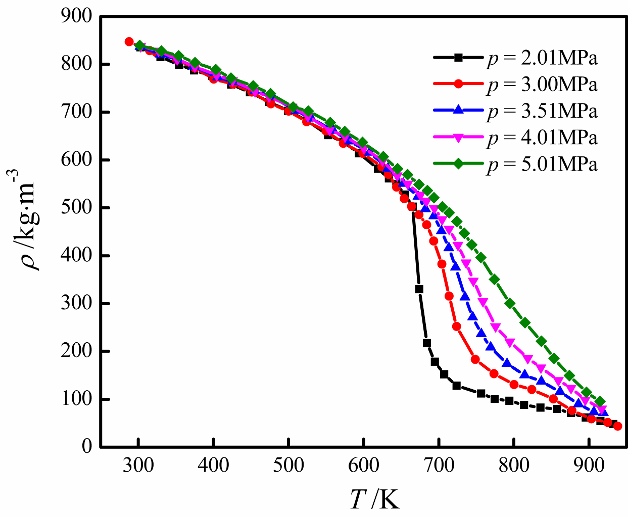 900
800
700
600
500
400
300
200
100
0
ρ /kg·m⁻³
p = 2.01MPa
p = 3.00MPa
p = 3.51MPa
p = 4.01MPa
p = 5.01MPa
300 400 500 600 700 800 900
T /K